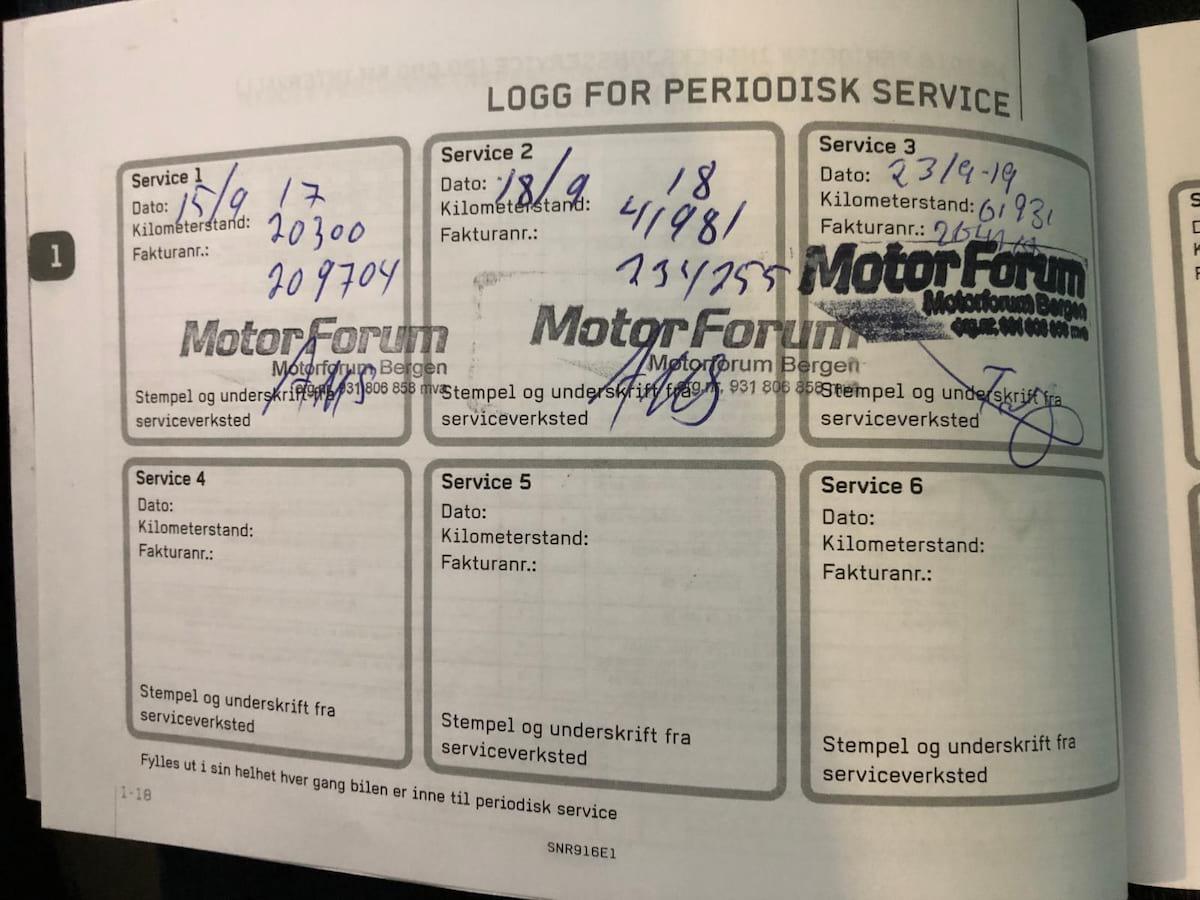 LOGG FOR PERIODISK SERVICE
1
Service 1
Dato: 15/9 17
Kilometerstand: 20300
Fakturanr.:
209704
MotorForum
Motorforum Bergen
org.nr. 931 806 858 mva
Stempel og underskrift fra
serviceverksted
Service 2
Dato: 18/9 18
Kilometerstand: 41981
Fakturanr.:
234255
MotorForum
Motorforum Bergen
org.nr. 931 806 858 mva
Stempel og underskrift fra
serviceverksted
Service 3
Dato: 23/9-19
Kilometerstand: 61931
Fakturanr.:
MotorForum
Motorforum Bergen
Stempel og underskrift fra
serviceverksted
Service 4
Dato:
Kilometerstand:
Fakturanr.:
Stempel og underskrift fra
serviceverksted
Service 5
Dato:
Kilometerstand:
Fakturanr.:
Stempel og underskrift fra
serviceverksted
Service 6
Dato:
Kilometerstand:
Fakturanr.:
Stempel og underskrift fra
serviceverksted
Fylles ut i sin helhet hver gang bilen er inne til periodisk service
1-18
SNR916E1